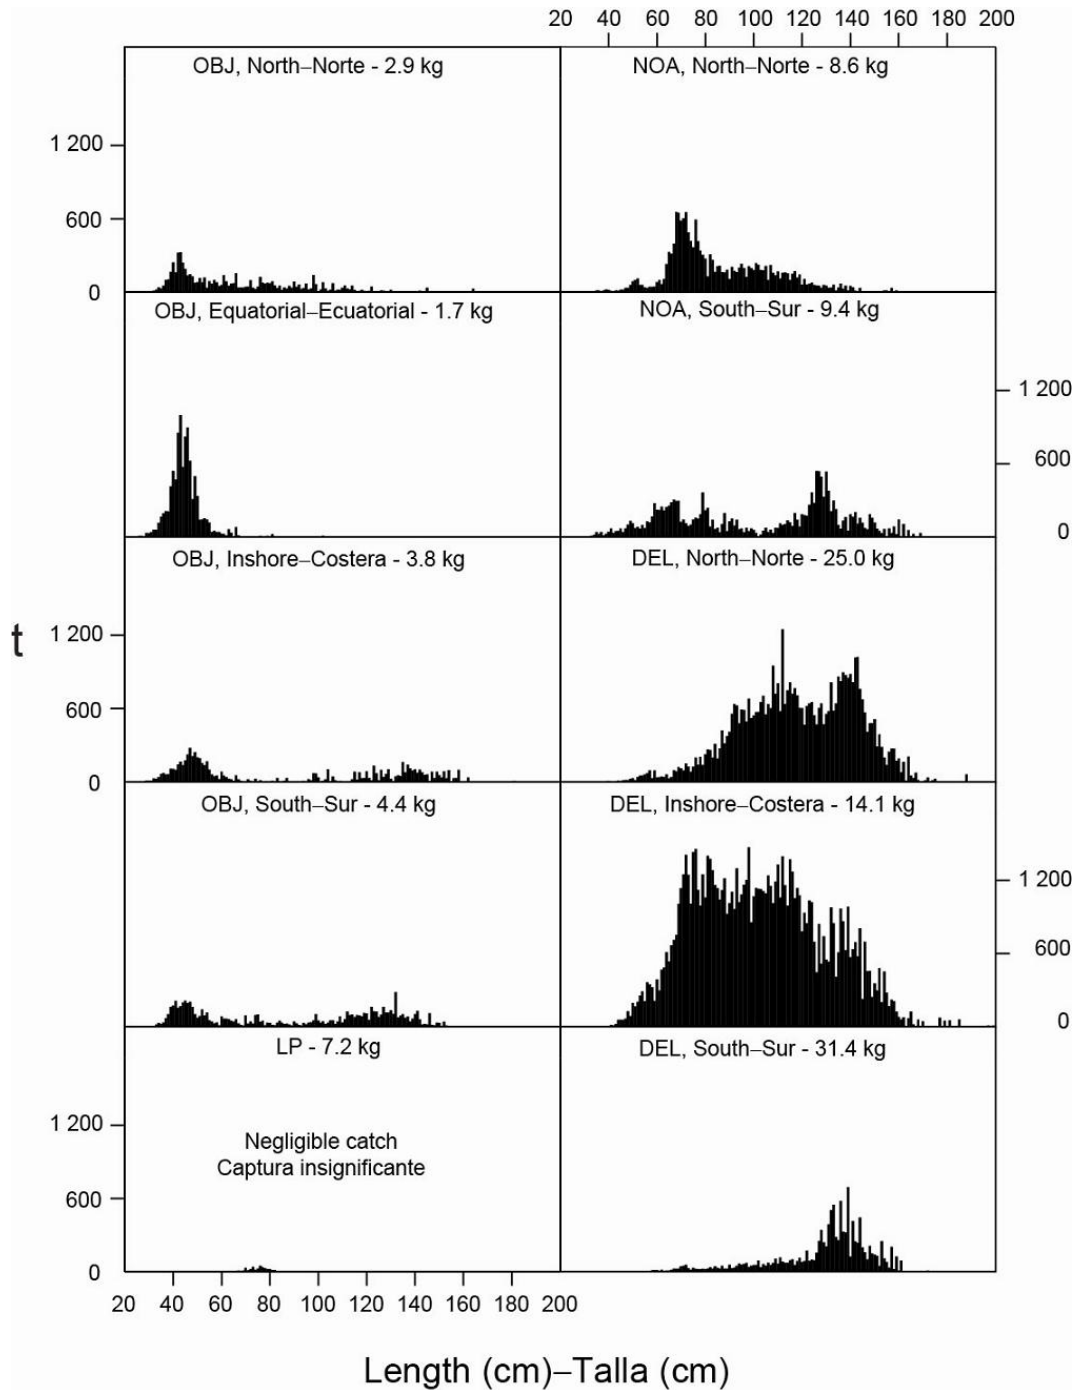 20 40 60 80 100 120 140 160 180 200
OBJ, North–Norte - 2.9 kg
NOA, North–Norte - 8.6 kg
1 200
600
0
OBJ, Equatorial–Ecuatorial - 1.7 kg
NOA, South–Sur - 9.4 kg
1 200
600
0
OBJ, Inshore–Costera - 3.8 kg
DEL, North–Norte - 25.0 kg
t
1 200
600
0
OBJ, South–Sur - 4.4 kg
DEL, Inshore–Costera - 14.1 kg
1 200
600
0
LP - 7.2 kg
DEL, South–Sur - 31.4 kg
1 200
Negligible catch
Captura insignificante
600
0
20 40 60 80 100 120 140 160 180 200
Length (cm)–Talla (cm)